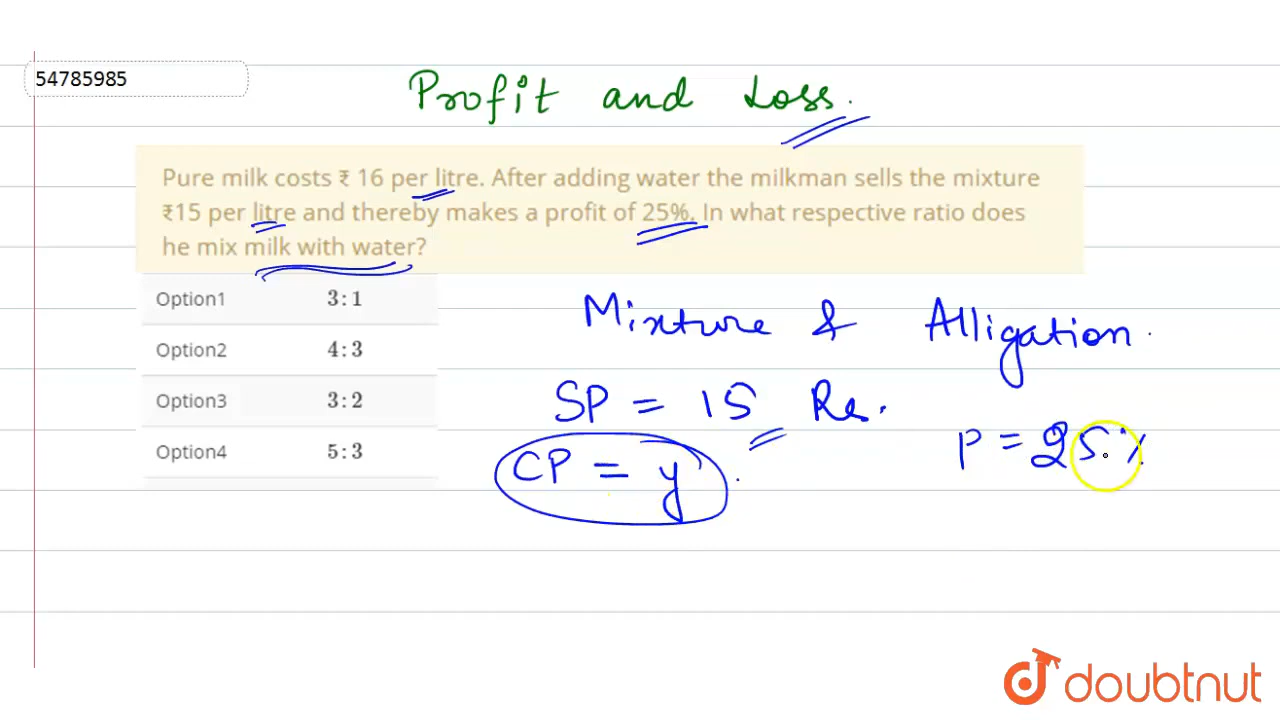 54785985
Profit and Loss.
Pure milk costs ₹ 16 per litre. After adding water the milkman sells the mixture
₹15 per litre and thereby makes a profit of 25%. In what respective ratio does
he mix milk with water?
Option1 3 : 1
Option2 4 : 3
Option3 3 : 2
Option4 5 : 3
Mixture & Alligation.
SP = 15 Rs.
CP = y.
P = 25%
doubtnut